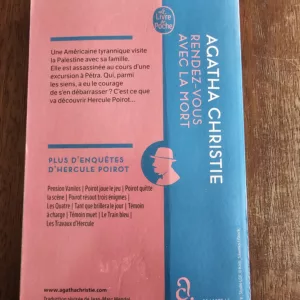 Le Livre
de Poche
AGATHA CHRISTIE
RENDEZ-VOUS
AVEC LA MORT
Une Américaine tyrannique visite
la Palestine avec sa famille.
Elle est assassinée au cours d'une
excursion à Pétra. Qui, parmi
les siens, a eu le courage
de s'en débarrasser ? C'est ce que
va découvrir Hercule Poirot...
PLUS D'ENQUÊTES
D'HERCULE POIROT
Pension Vanilos | Poirot joue le jeu | Poirot quitte
la scène | Poirot résout trois énigmes |
Les Quatre | Tant que brillera le jour | Témoin
à charge | Témoin muet | Le Train bleu |
Les Travaux d'Hercule
www.agathachristie.com